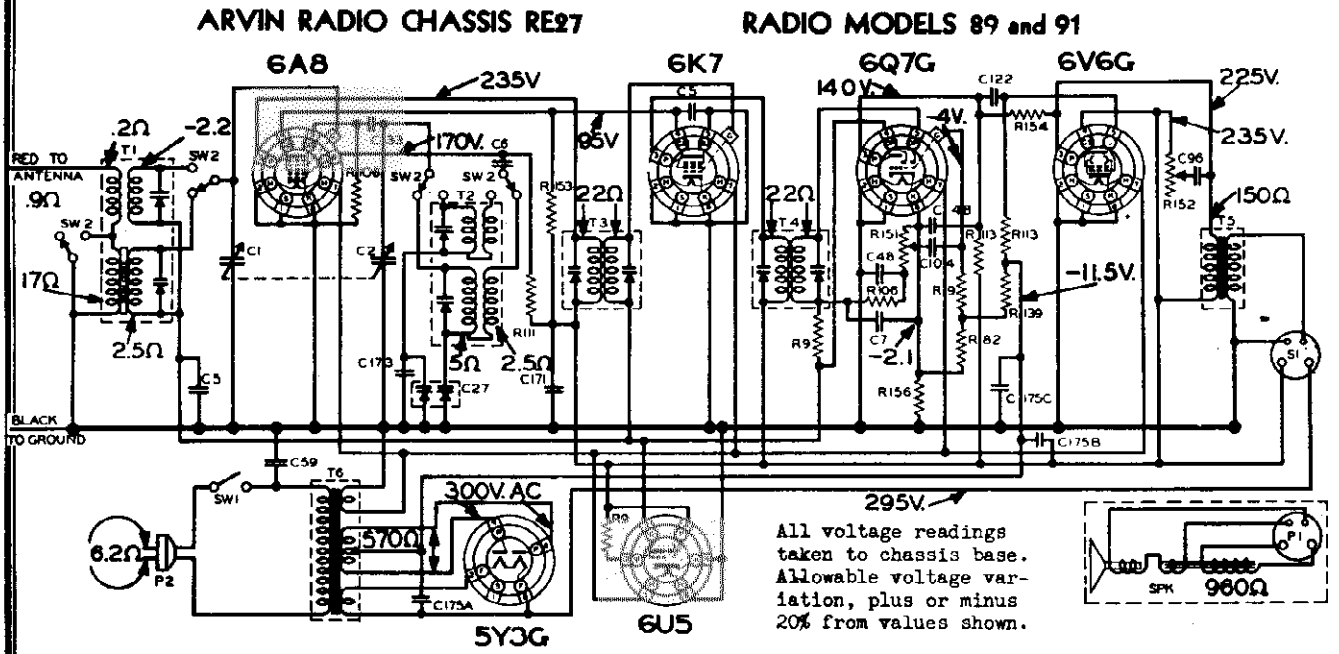 ARVIN RADIO CHASSIS RE27
RADIO MODELS 89 and 91
6A8
235V
6K7
6Q7G
6V6G
140V.
C122
225V.
.2Ω
-2.2
T1
SW2
170V.
95V
C5
-4V.
R154
235V.
RED TO
ANTENNA
C6
SW2
SW2
C96
R152
.9Ω
SW2
T2
R153
22Ω
T3
22Ω
T4
R151
R113
R113
150Ω
T5
C1
C2
C48
C104
-11.5V.
17Ω
R106
R139
2.5Ω
R111
C7
-2.1
R182
C173
5Ω
2.5Ω
R9
S1
C5
C27
C171
R156
C175C
BLACK
TO GROUND
C175B
C59
T6
SW1
300V. AC
295V.
6.2Ω
570Ω
R9
P2
C175A
All voltage readings
taken to chassis base.
Allowable voltage var-
iation, plus or minus
20% from values shown.
P1
SPK
960Ω
5Y3G
6U5